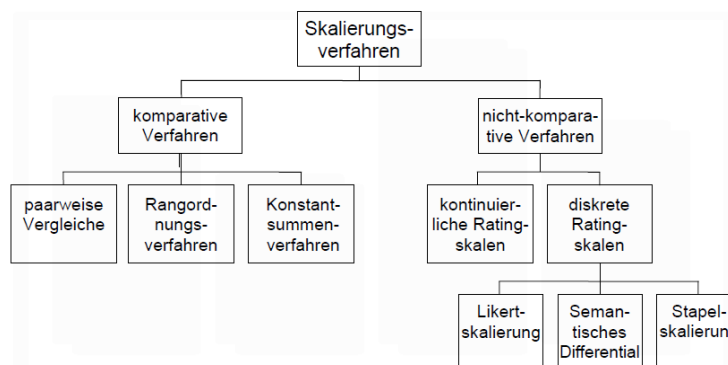 Skalierungs-
verfahren
komparative
Verfahren
nicht-kompara-
tive Verfahren
paarweise
Vergleiche
Rangord-
nungs-
verfahren
Konstant-
summen-
verfahren
kontinuier-
liche Rating-
skalen
diskrete
Rating-
skalen
Likert-
skalierung
Seman-
tisches
Differential
Stapel-
skalierung